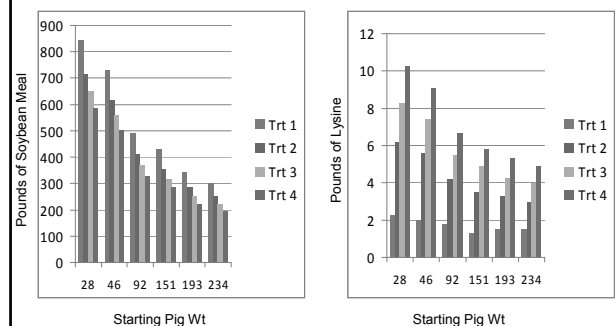 Pounds of Soybean Meal
900
800
700
600
500
400
300
200
100
0
28 46 92 151 193 234
Starting Pig Wt
Trt 1
Trt 2
Trt 3
Trt 4
Pounds of Lysine
12
10
8
6
4
2
0
28 46 92 151 193 234
Starting Pig Wt
Trt 1
Trt 2
Trt 3
Trt 4